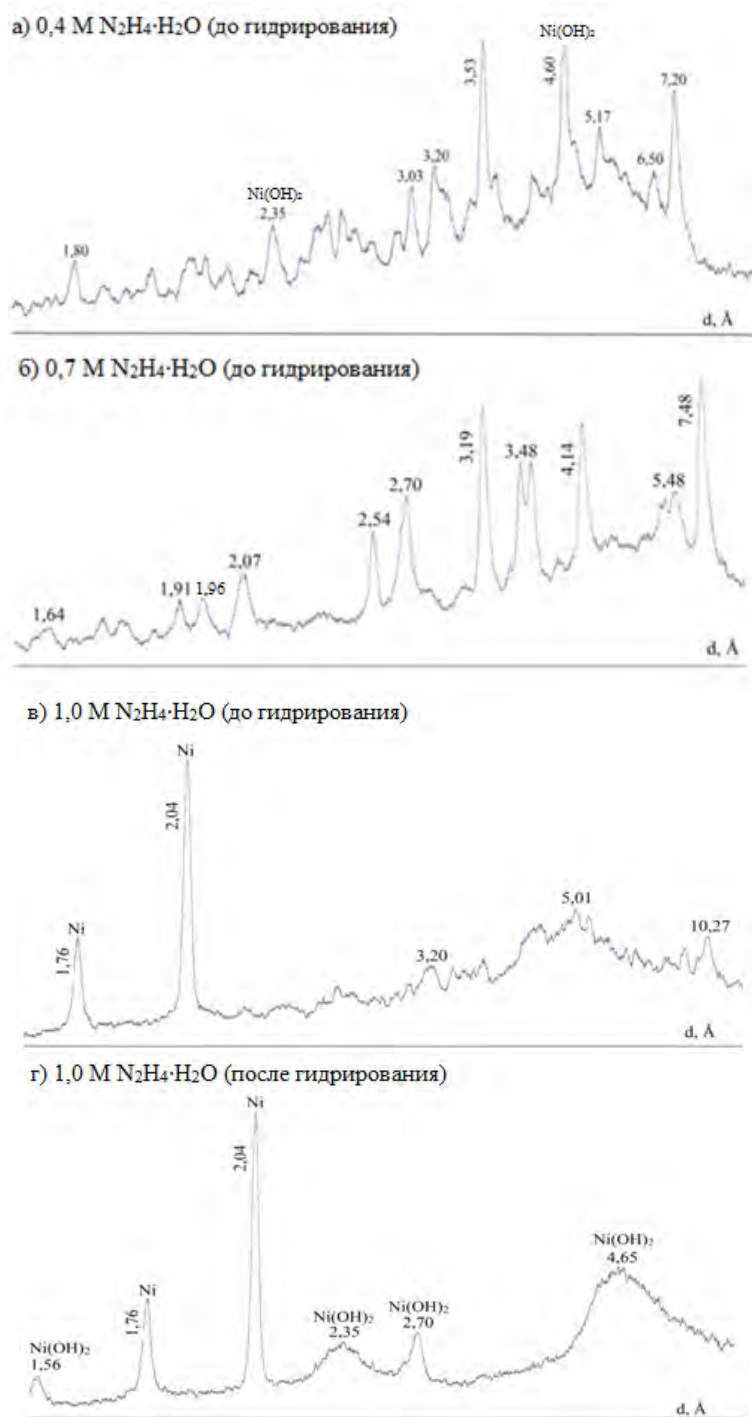 а) 0,4 M N₂H₄·H₂O (до гидрирования)
Ni(OH)₂
3,53
4,60
7,20
5,17
3,20
6,50
3,03
Ni(OH)₂
2,35
1,80
d, Å
б) 0,7 M N₂H₄·H₂O (до гидрирования)
7,48
3,19
3,48
4,14
5,48
2,70
2,54
2,07
1,91
1,96
1,64
d, Å
в) 1,0 M N₂H₄·H₂O (до гидрирования)
Ni
2,04
Ni
1,76
5,01
3,20
10,27
d, Å
г) 1,0 M N₂H₄·H₂O (после гидрирования)
Ni
2,04
Ni
1,76
Ni(OH)₂
4,65
Ni(OH)₂
2,35
Ni(OH)₂
2,70
Ni(OH)₂
1,56
d, Å